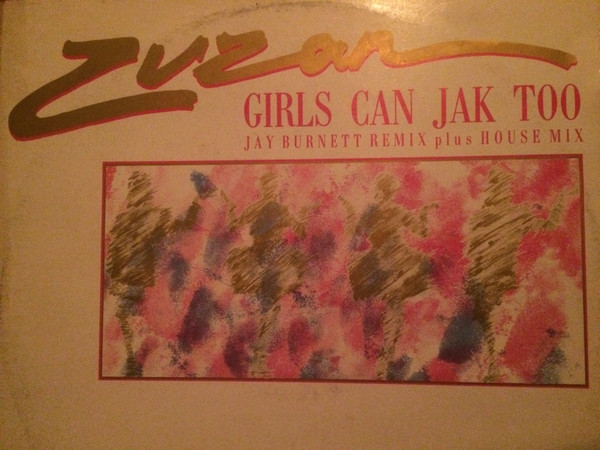 Zuzan
GIRLS CAN JAK TOO
JAY BURNETT REMIX plus HOUSE MIX